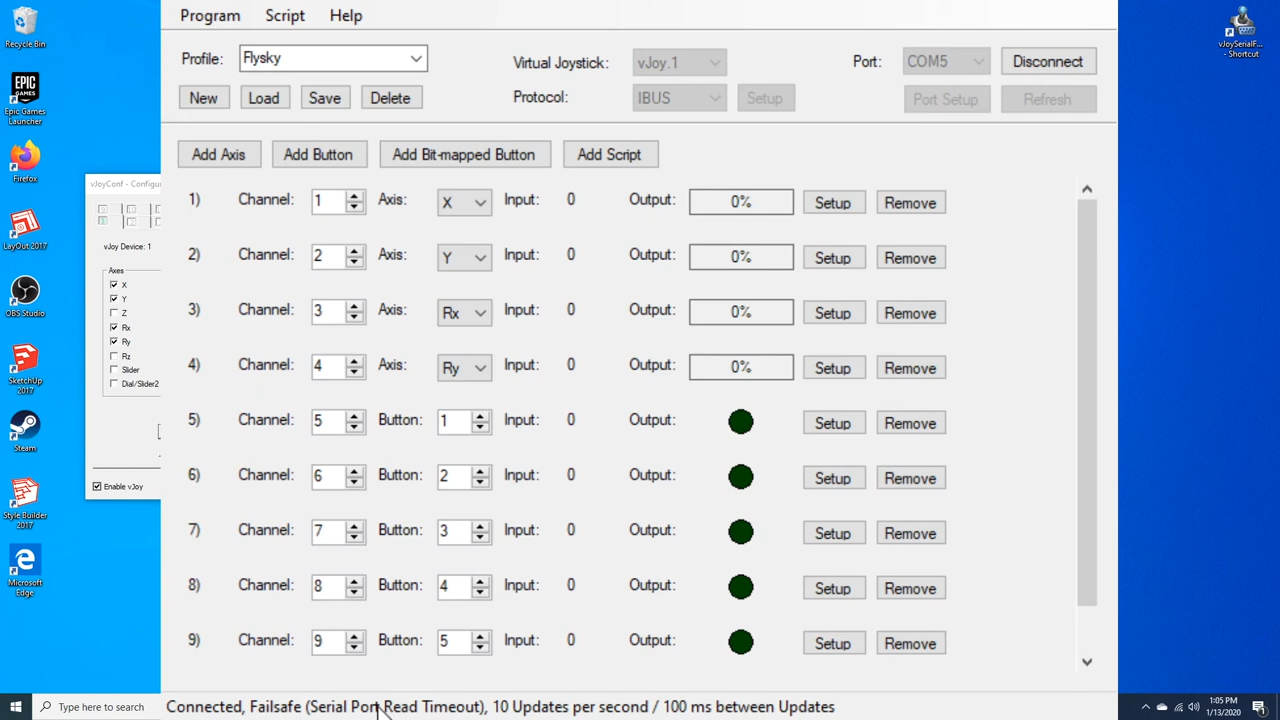 Recycle Bin
Epic Games Launcher
Firefox
LayOut 2017
OBS Studio
SketchUp 2017
Steam
Style Builder 2017
Microsoft Edge
vJoyConf - Configu
vJoy Device: 1
Axes
X
Y
Z
Rx
Ry
Rz
Slider
Dial/Slider2
Enable vJoy
Program Script Help
Profile: Flysky Virtual Joystick: vJoy.1 Port: COM5 Disconnect
New Load Save Delete Protocol: IBUS Setup Port Setup Refresh
Add Axis Add Button Add Bit-mapped Button Add Script
1) Channel: 1 Axis: X Input: 0 Output: 0% Setup Remove
2) Channel: 2 Axis: Y Input: 0 Output: 0% Setup Remove
3) Channel: 3 Axis: Rx Input: 0 Output: 0% Setup Remove
4) Channel: 4 Axis: Ry Input: 0 Output: 0% Setup Remove
5) Channel: 5 Button: 1 Input: 0 Output: Setup Remove
6) Channel: 6 Button: 2 Input: 0 Output: Setup Remove
7) Channel: 7 Button: 3 Input: 0 Output: Setup Remove
8) Channel: 8 Button: 4 Input: 0 Output: Setup Remove
9) Channel: 9 Button: 5 Input: 0 Output: Setup Remove
Connected, Failsafe (Serial Port Read Timeout), 10 Updates per second / 100 ms between Updates
vJoySerialF... - Shortcut
Type here to search
1:05 PM
1/13/2020